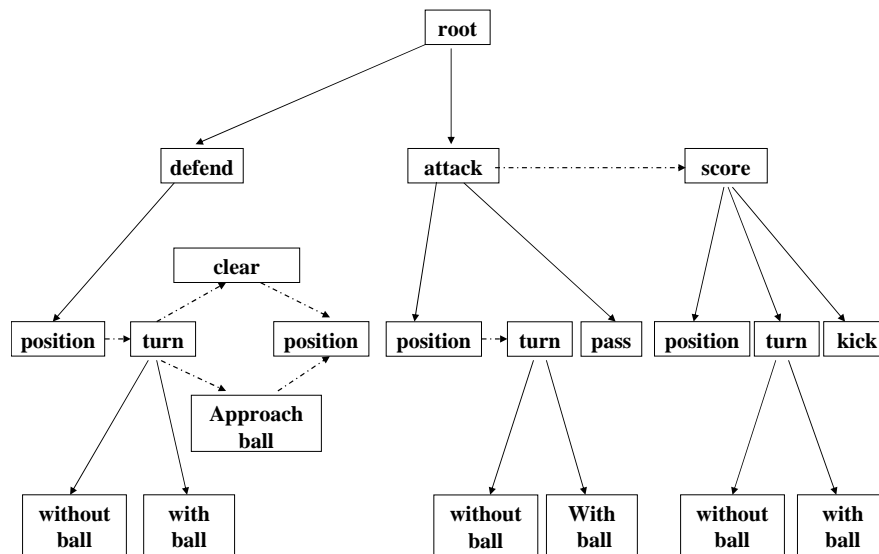 root
defend
attack
score
clear
position
turn
position
position
turn
pass
position
turn
kick
Approach
ball
without
ball
with
ball
without
ball
With
ball
without
ball
with
ball